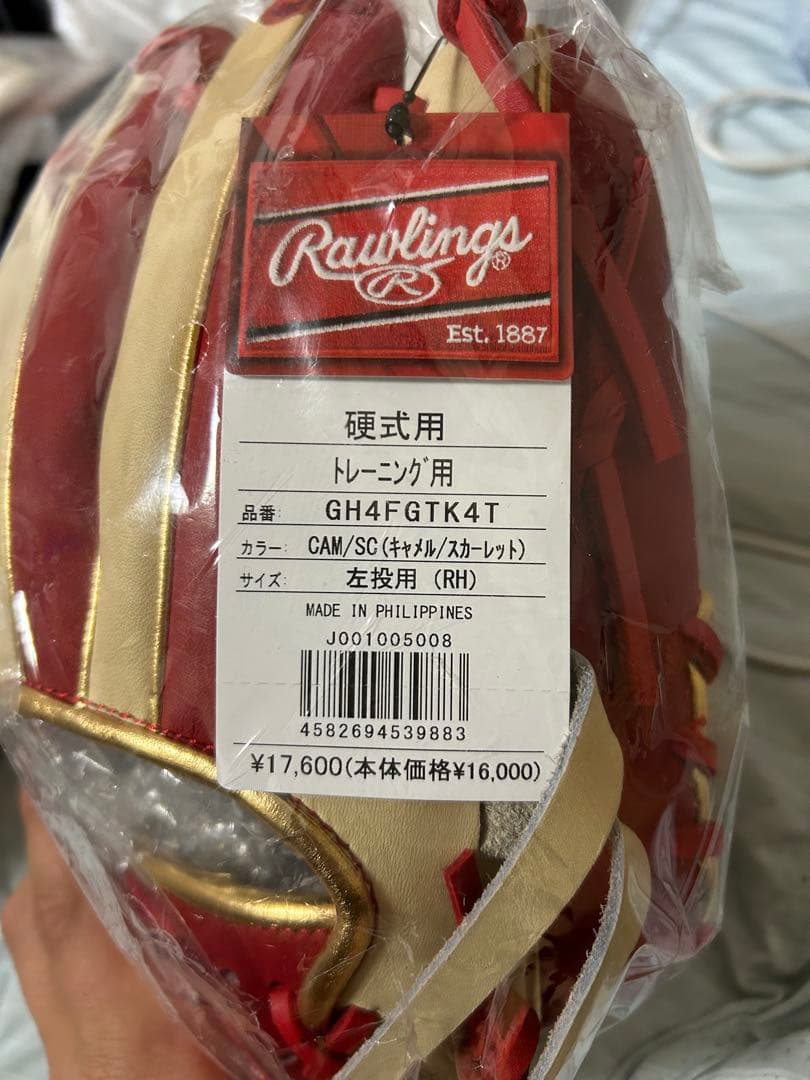 Rawlings®
R
Est. 1887
硬式用
ﾄﾚｰﾆﾝｸﾞ用
品番: GH4FGTK4T
カラー: CAM/SC(ｷｬﾒﾙ/ｽｶｰﾚｯﾄ)
サイズ: 左投用 (RH)
MADE IN PHILIPPINES
J001005008
4582694539883
¥17,600(本体価格¥16,000)